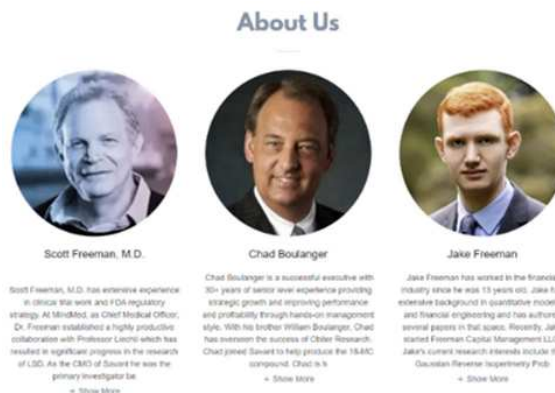 About Us
Scott Freeman, M.D.
Chad Boulanger
Jake Freeman
Scott Freeman, M.D. has extensive experience
in clinical trial work and FDA regulatory
strategy. At MindMed, as Chief Medical Officer,
Dr. Freeman established a highly productive
collaboration with Professor Liechti which has
resulted in significant progress in the research
of LSD. As the CMO of Savant he was the
primary investigator be
+ Show More
Chad Boulanger is a successful executive with
30+ years of senior level experience providing
strategic growth and improving performance
and profitability through hands-on management
style. With his brother William Boulanger, Chad
has overseen the success of Obiter Research.
Chad joined Savant to help produce the 18-MC
compound. Chad is k
+ Show More
Jake Freeman has worked in the financial
industry since he was 13 years old. Jake h
extensive background in quantitative mode
and financial engineering and has author
several papers in that space. Recently, Ja
started Freeman Capital Management LLC
Jake's current research interests include th
Gaussian Reverse Isoperimetry Prob
+ Show More